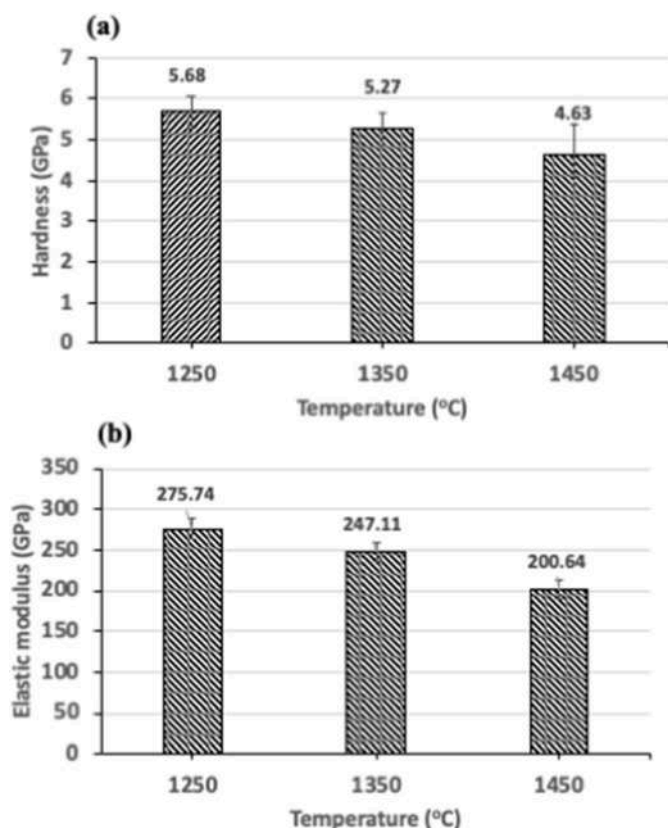 (a)
Hardness (GPa)
7
6
5
4
3
2
1
0
5.68
5.27
4.63
1250 1350 1450
Temperature (°C)
(b)
Elastic modulus (GPa)
350
300
250
200
150
100
50
0
275.74
247.11
200.64
1250 1350 1450
Temperature (°C)